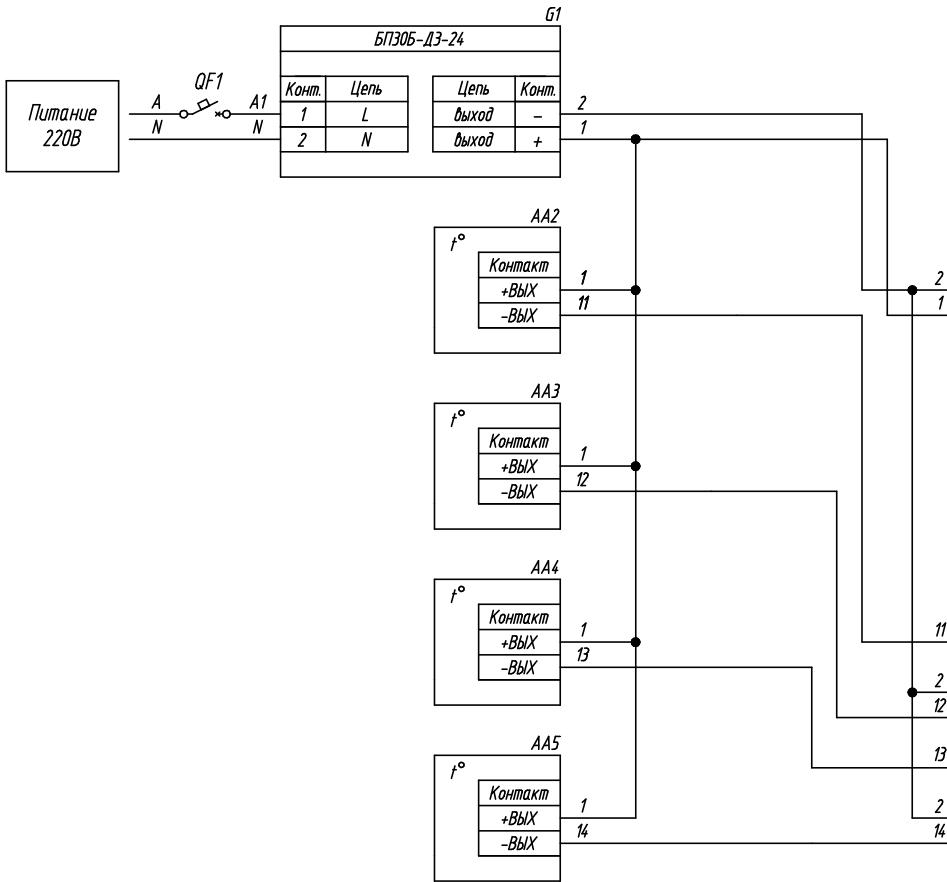 G1
БП30Б-Д3-24
Питание
220В
QF1
A
A1
N
N
Конт.
Цепь
Цепь
Конт.
1
L
выход
–
2
N
выход
+
2
1
AA2
t°
Контакт
+ВЫХ
-ВЫХ
1
11
2
1
AA3
t°
Контакт
+ВЫХ
-ВЫХ
1
12
AA4
t°
Контакт
+ВЫХ
-ВЫХ
1
13
11
2
12
13
AA5
t°
Контакт
+ВЫХ
-ВЫХ
1
14
2
14